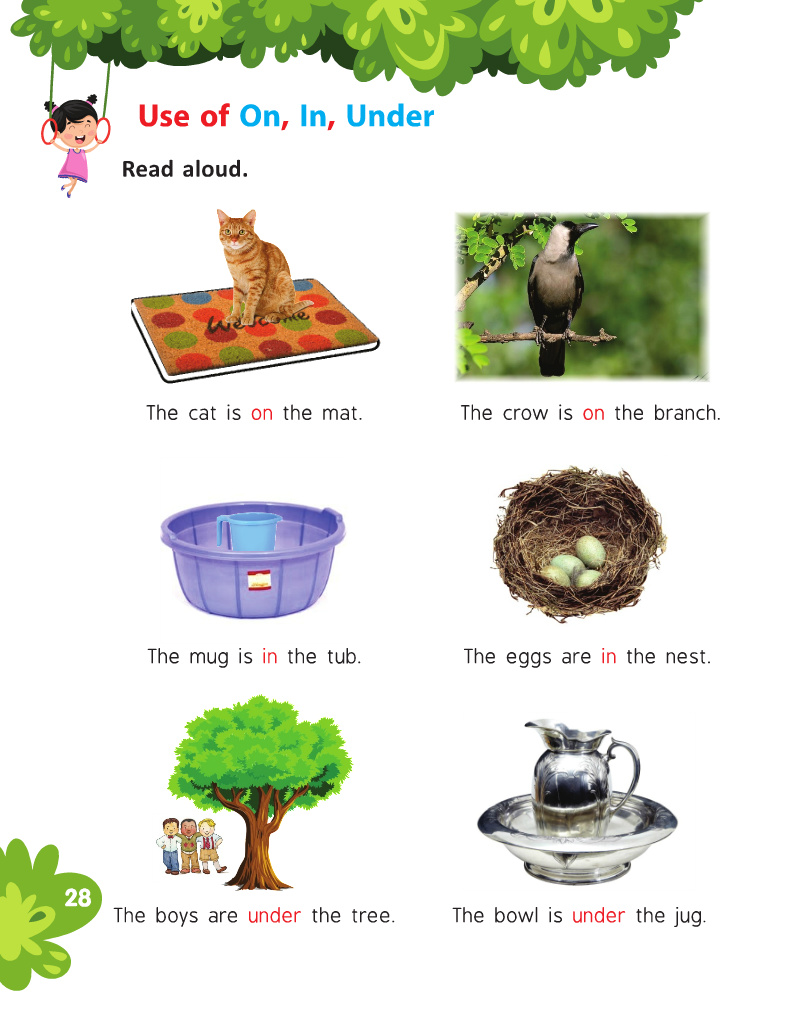 Use of On, In, Under
Read aloud.
Welcome
The cat is on the mat.
The crow is on the branch.
The mug is in the tub.
The eggs are in the nest.
The boys are under the tree.
The bowl is under the jug.
28